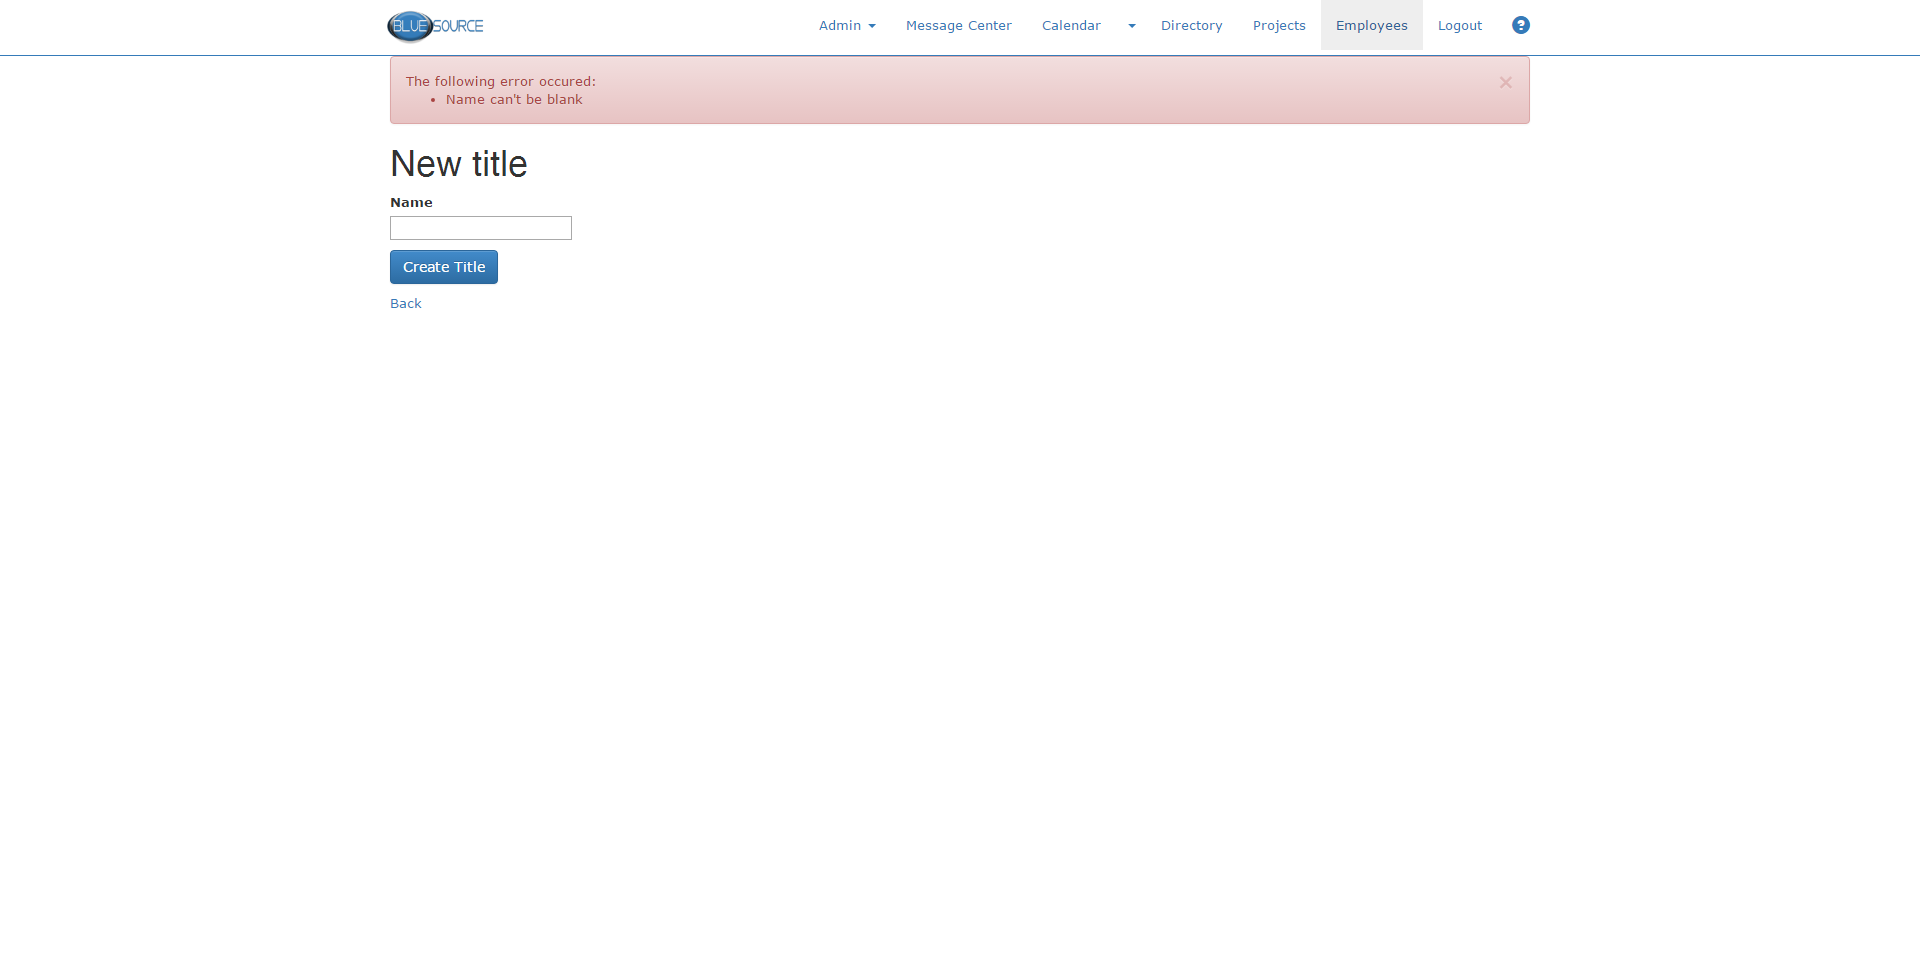 BLUE SOURCE
Admin Message Center Calendar Directory Projects Employees Logout ?
The following error occured:
• Name can't be blank
×
New title
Name
Create Title
Back